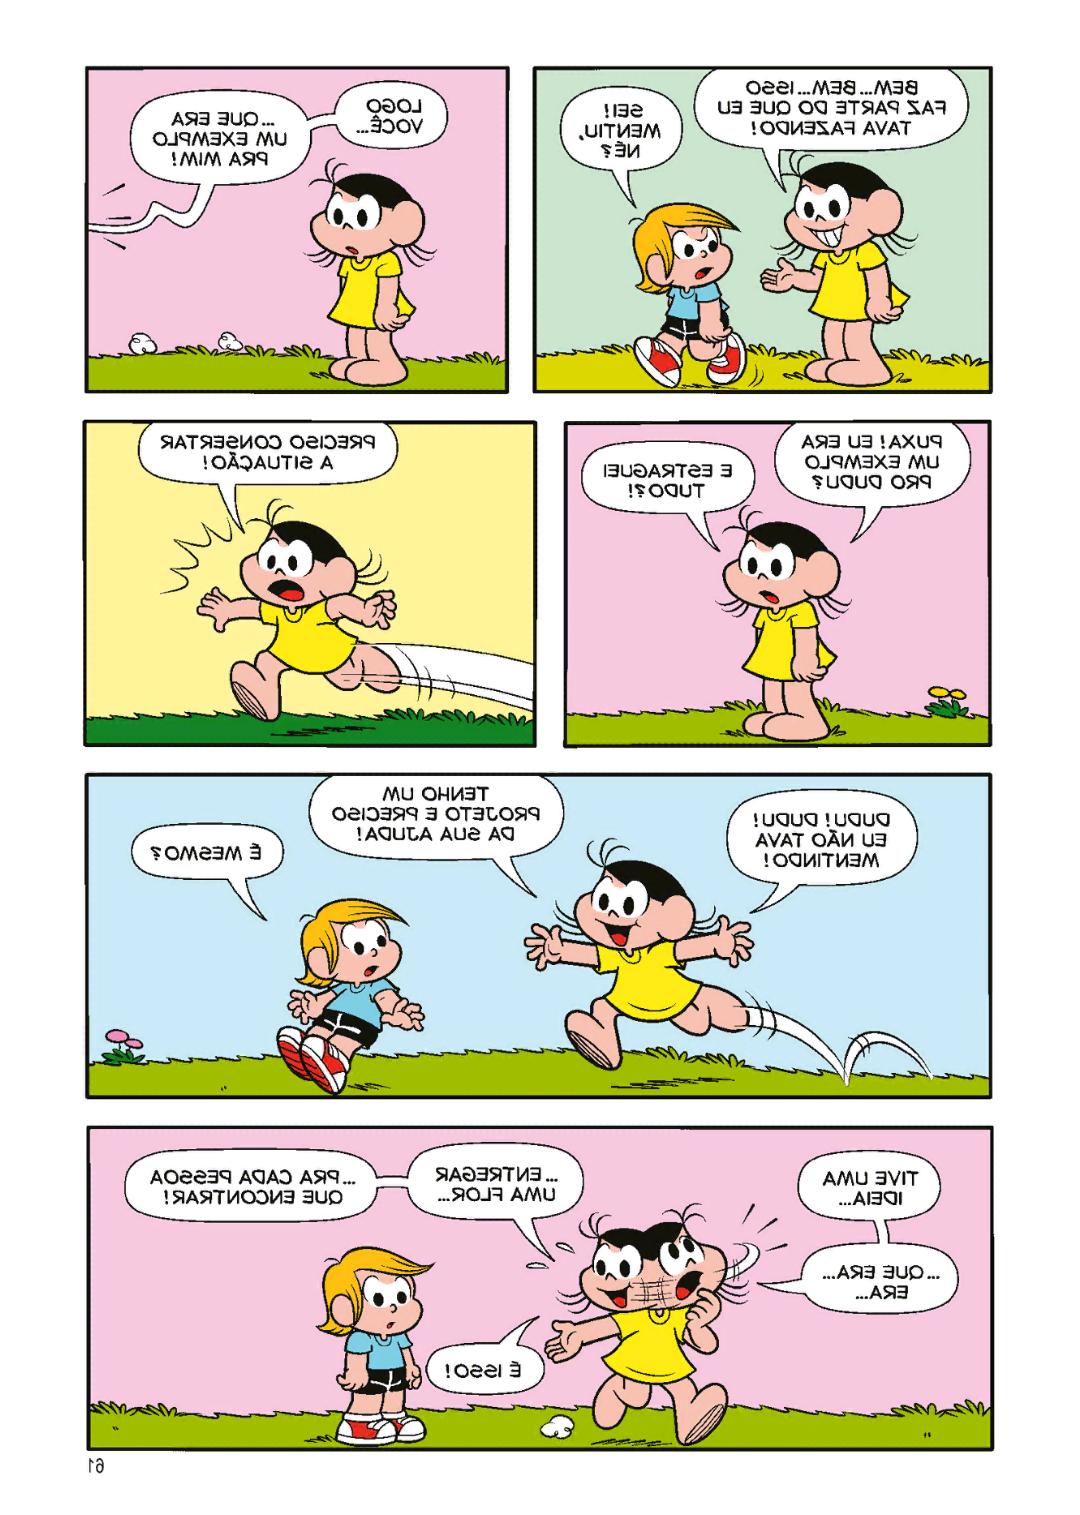 BEM... BEM... ISSO
FAZ PARTE DO QUE EU
TAVA FAZENDO!
SEI!
MENTIU,
NÉ?
LOGO
VOCÊ...
... QUE ERA
UM EXEMPLO
PRA MIM!
PUXA! EU ERA
UM EXEMPLO
PRO DUDU?
E ESTRAGUEI
TUDO?!
PRECISO CONSERTAR
A SITUAÇÃO!
DUDU! DUDU!
EU NÃO TAVA
MENTINDO!
TENHO UM
PROJETO E PRECISO
DA SUA AJUDA!
É MESMO?
TIVE UMA
IDEIA...
... QUE ERA...
ERA...
É ISSO!
... ENTREGAR
UMA FLOR...
... PRA CADA PESSOA
QUE ENCONTRAR!
61